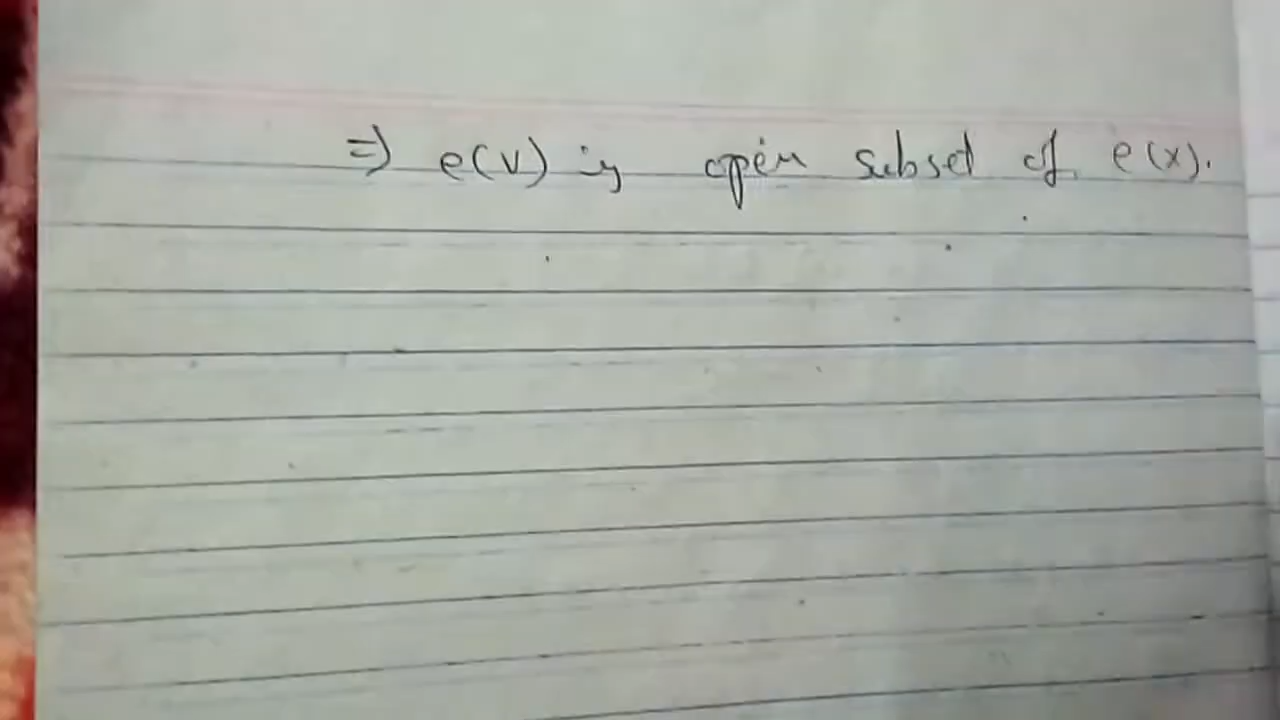 ⇒ e(V) is open subset of e(x).